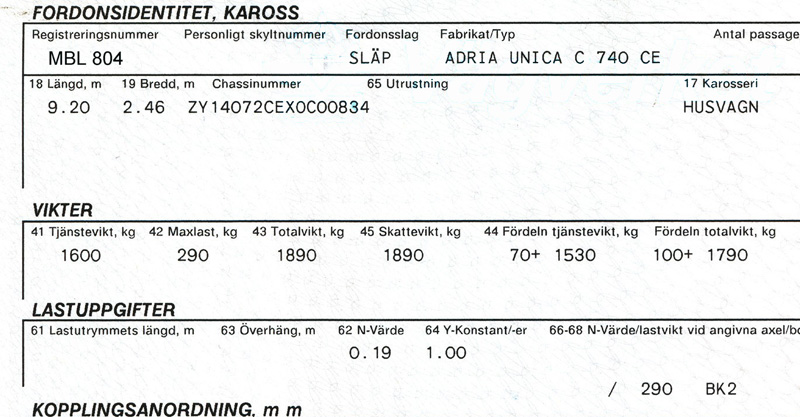 FORDONSIDENTITET, KAROSS
Registreringsnummer Personligt skyltnummer Fordonsslag Fabrikat/Typ Antal passage
MBL 804 SLÄP ADRIA UNICA C 740 CE
18 Längd, m 19 Bredd, m Chassinummer 65 Utrustning 17 Karosseri
9.20 2.46 ZY14072CEX0C00834 HUSVAGN
VIKTER
41 Tjänstevikt, kg 42 Maxlast, kg 43 Totalvikt, kg 45 Skattevikt, kg 44 Fördeln tjänstevikt, kg Fördeln totalvikt, kg
1600 290 1890 1890 70+ 1530 100+ 1790
LASTUPPGIFTER
61 Lastutrymmets längd, m 63 Överhäng, m 62 N-Värde 64 Y-Konstant/-er 66-68 N-Värde/lastvikt vid angivna axel/bo
0.19 1.00
/ 290 BK2
KOPPLINGSANORDNING, m m